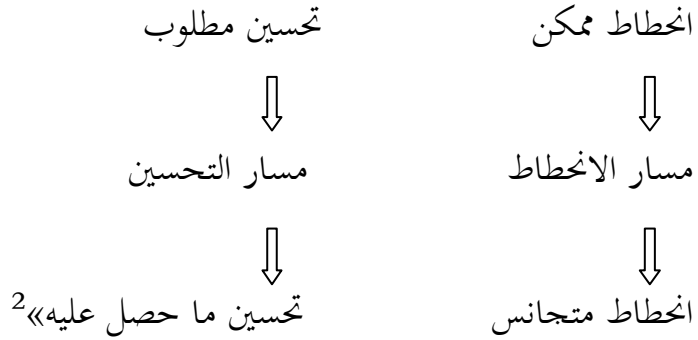 انحطاط ممكن تحسين مطلوب
مسار الانحطاط مسار التحسين
انحطاط متجانس تحسين ما حصل عليه»2